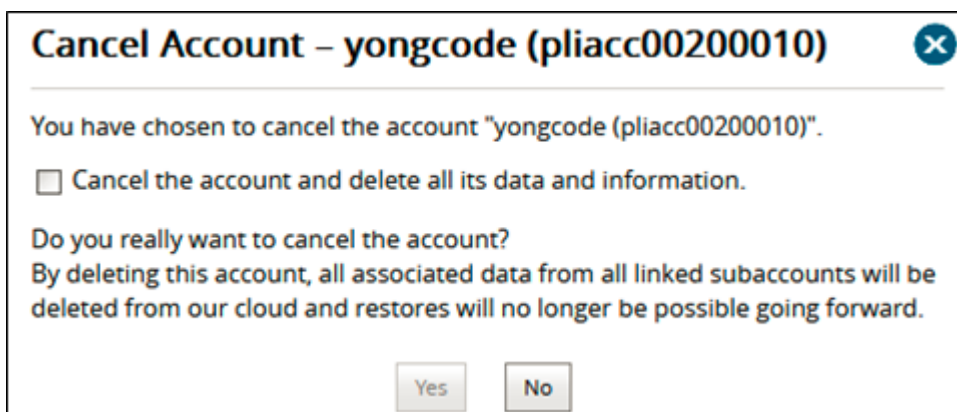 Cancel Account – yongcode (pliacc00200010)
You have chosen to cancel the account "yongcode (pliacc00200010)".
Cancel the account and delete all its data and information.
Do you really want to cancel the account?
By deleting this account, all associated data from all linked subaccounts will be
deleted from our cloud and restores will no longer be possible going forward.
Yes No